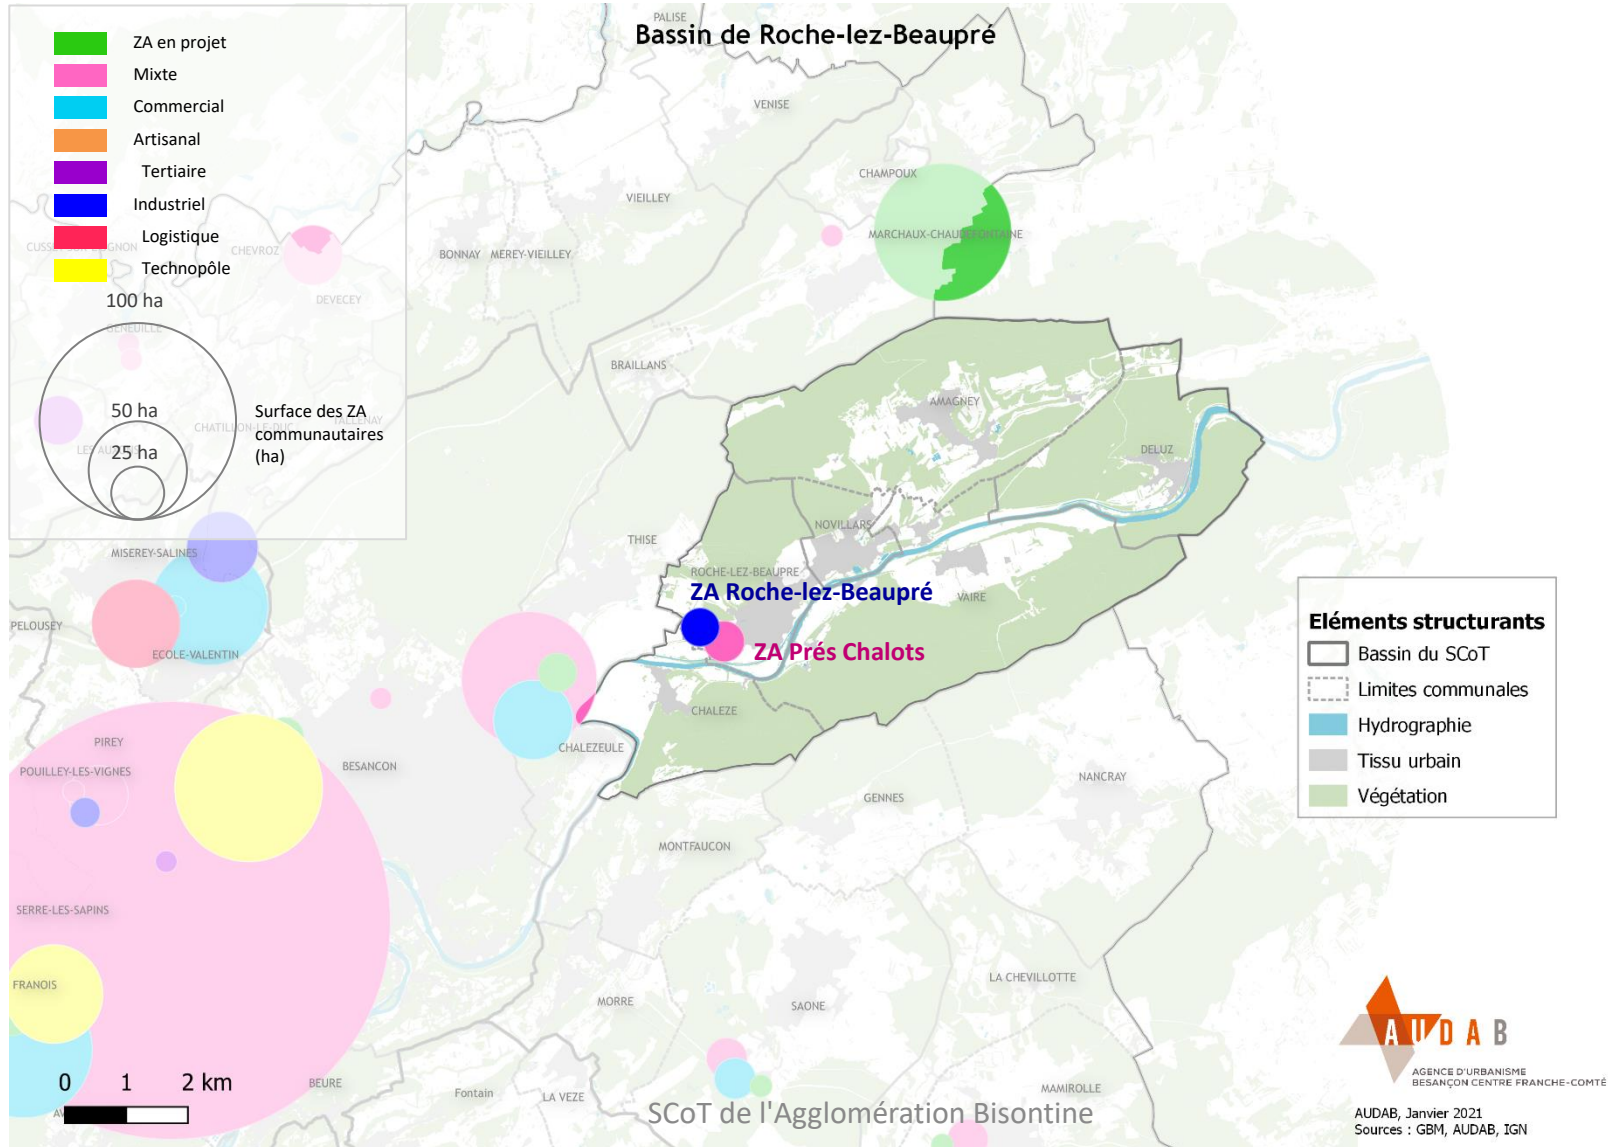 PALISE
Bassin de Roche-lez-Beaupré
ZA en projet
Mixte
Commercial
Artisanal
Tertiaire
Industriel
Logistique
Technopôle
100 ha
50 ha
25 ha
Surface des ZA
communautaires
(ha)
CHEVROZ
DEVECEY
GENEUILLE
CHATILLON-LE-DUC
TALLENAY
VENISE
CHAMPOUX
VIEILLEY
MARCHAUX-CHAUDEFONTAINE
BONNAY
MEREY-VIEILLEY
BRAILLANS
AMAGNEY
DELUZ
NOVILLARS
THISE
MISEREY-SALINES
ROCHE-LEZ-BEAUPRE
ZA Roche-lez-Beaupré
VAIRE
PELOUSEY
ECOLE-VALENTIN
ZA Prés Chalots
CHALEZE
CHALEZEULE
PIREY
POUILLEY-LES-VIGNES
BESANCON
NANCRAY
GENNES
MONTFAUCON
SERRE-LES-SAPINS
FRANOIS
MORRE
SAONE
LA CHEVILLOTTE
BEURE
Fontain
LA VEZE
MAMIROLLE
Eléments structurants
Bassin du SCoT
Limites communales
Hydrographie
Tissu urbain
Végétation
0 1 2 km
SCoT de l'Agglomération Bisontine
AUDAB
AGENCE D'URBANISME
BESANÇON CENTRE FRANCHE-COMTÉ
AUDAB, Janvier 2021
Sources : GBM, AUDAB, IGN